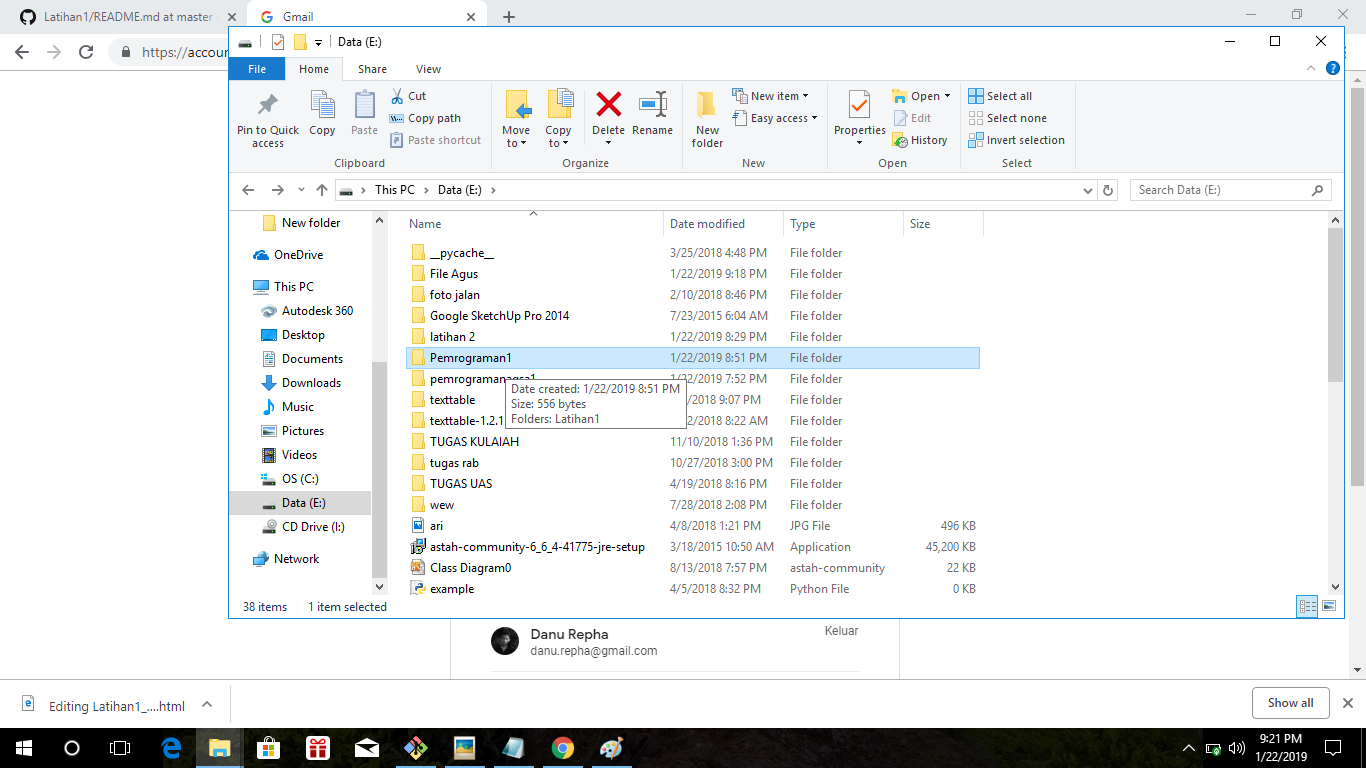 Latihan1/README.md at master
Gmail
https://accou
Data (E:)
File Home Share View
Pin to Quick access
Copy
Paste
Cut
Copy path
Paste shortcut
Clipboard
Move to
Copy to
Delete
Rename
Organize
New folder
New item
Easy access
New
Properties
Open
Edit
History
Open
Select all
Select none
Invert selection
Select
This PC Data (E:)
Search Data (E:)
New folder
OneDrive
This PC
Autodesk 360
Desktop
Documents
Downloads
Music
Pictures
Videos
OS (C:)
Data (E:)
CD Drive (I:)
Network
Name Date modified Type Size
__pycache__ 3/25/2018 4:48 PM File folder
File Agus 1/22/2019 9:18 PM File folder
foto jalan 2/10/2018 8:46 PM File folder
Google SketchUp Pro 2014 7/23/2015 6:04 AM File folder
latihan 2 1/22/2019 8:29 PM File folder
Pemrograman1 1/22/2019 8:51 PM File folder
7:52 PM File folder
texttable /2018 9:07 PM File folder
texttable-1.2.1 2/2018 8:22 AM File folder
TUGAS KULAIAH 11/10/2018 1:36 PM File folder
tugas rab 10/27/2018 3:00 PM File folder
TUGAS UAS 4/19/2018 8:16 PM File folder
wew 7/28/2018 2:08 PM File folder
ari 4/8/2018 1:21 PM JPG File 496 KB
astah-community-6_6_4-41775-jre-setup 3/18/2015 10:50 AM Application 45,200 KB
Class Diagram0 8/13/2018 7:57 PM astah-community 22 KB
example 4/5/2018 8:32 PM Python File 0 KB
Date created: 1/22/2019 8:51 PM
Size: 556 bytes
Folders: Latihan1
38 items 1 item selected
Danu Repha
danu.repha@gmail.com
Keluar
Editing Latihan1_....html
Show all
9:21 PM
1/22/2019